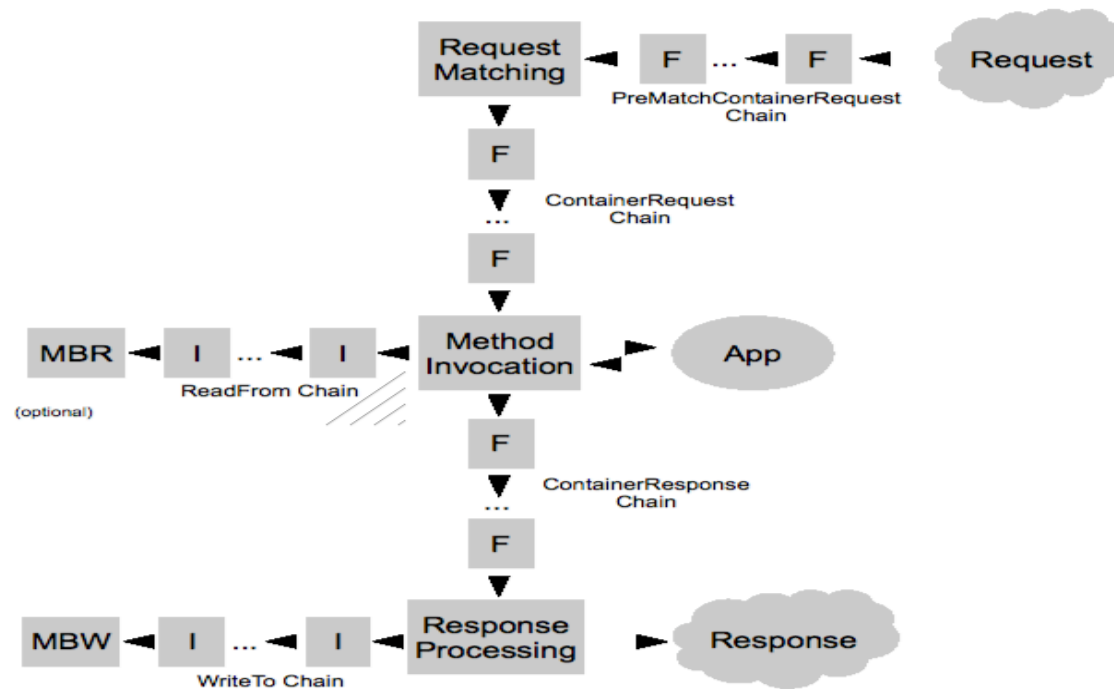 Request
Matching
F
...
F
Request
PreMatchContainerRequest
Chain
F
ContainerRequest
Chain
...
F
MBR
I
...
I
Method
Invocation
App
ReadFrom Chain
(optional)
F
ContainerResponse
Chain
...
F
MBW
I
...
I
Response
Processing
Response
WriteTo Chain